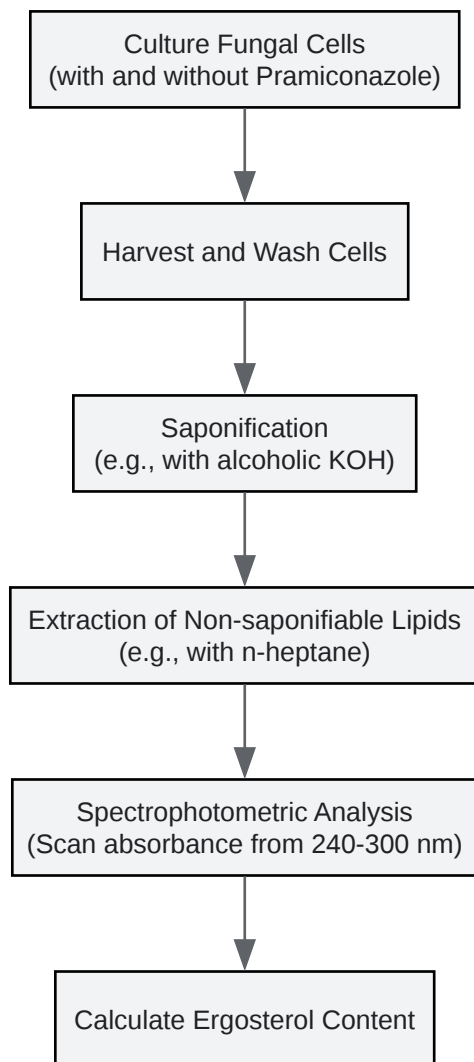 Culture Fungal Cells
(with and without Pramiconazole)
Harvest and Wash Cells
Saponification
(e.g., with alcoholic KOH)
Extraction of Non-saponifiable Lipids
(e.g., with n-heptane)
Spectrophotometric Analysis
(Scan absorbance from 240-300 nm)
Calculate Ergosterol Content